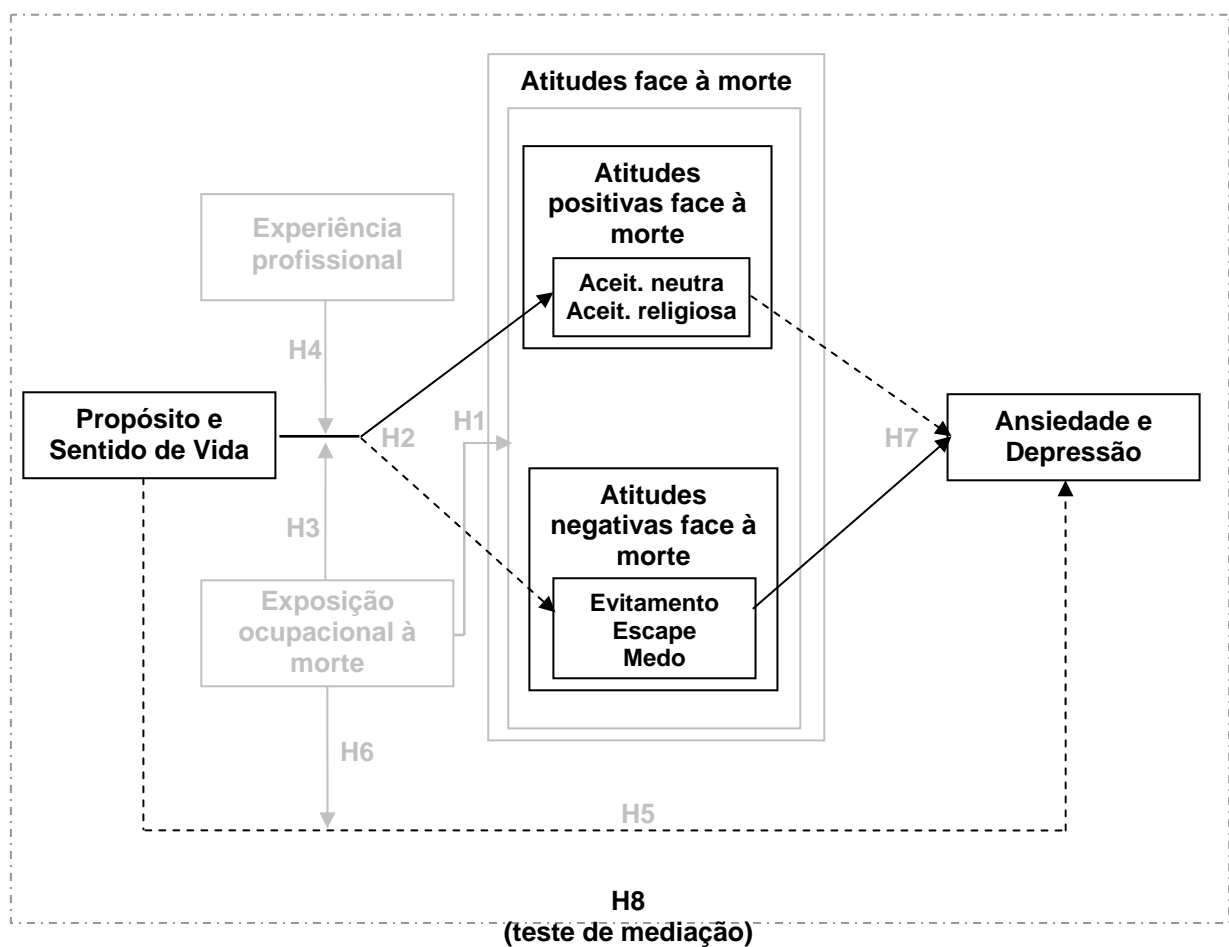 Atitudes face à morte
Atitudes
positivas face à
morte
Aceit. neutra
Aceit. religiosa
Experiência
profissional
H4
Propósito e
Sentido de Vida
H2
H1
H7
Ansiedade e
Depressão
Atitudes
negativas face à
morte
Evitamento
Escape
Medo
H3
Exposição
ocupacional à
morte
H6
H5
H8
(teste de mediação)